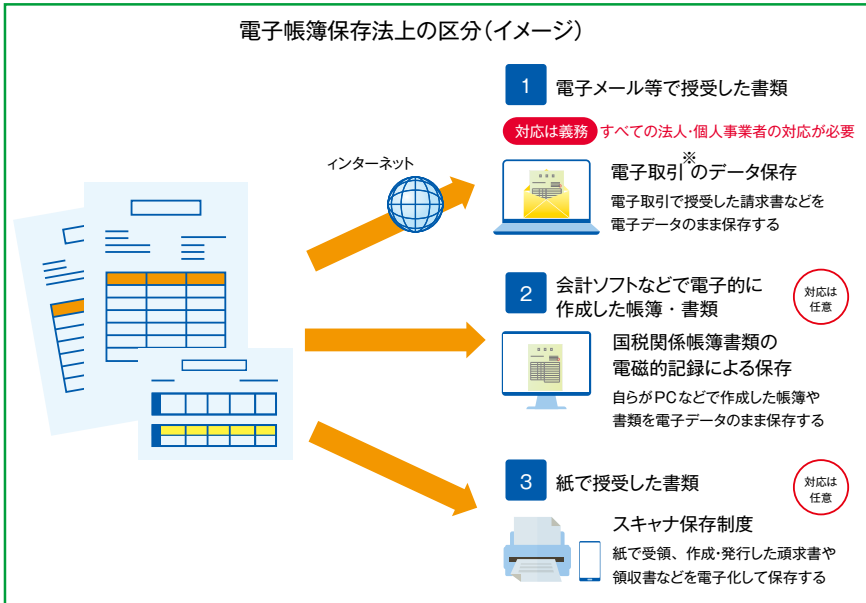 電子帳簿保存法上の区分(イメージ)
1 電子メール等で授受した書類
対応は義務 すべての法人・個人事業者の対応が必要
インターネット
電子取引※のデータ保存
電子取引で授受した請求書などを
電子データのまま保存する
2 会計ソフトなどで電子的に
作成した帳簿・書類
対応は
任意
国税関係帳簿書類の
電磁的記録による保存
自らがPCなどで作成した帳簿や
書類を電子データのまま保存する
3 紙で授受した書類
対応は
任意
スキャナ保存制度
紙で受領、作成・発行した頑求書や
領収書などを電子化して保存する